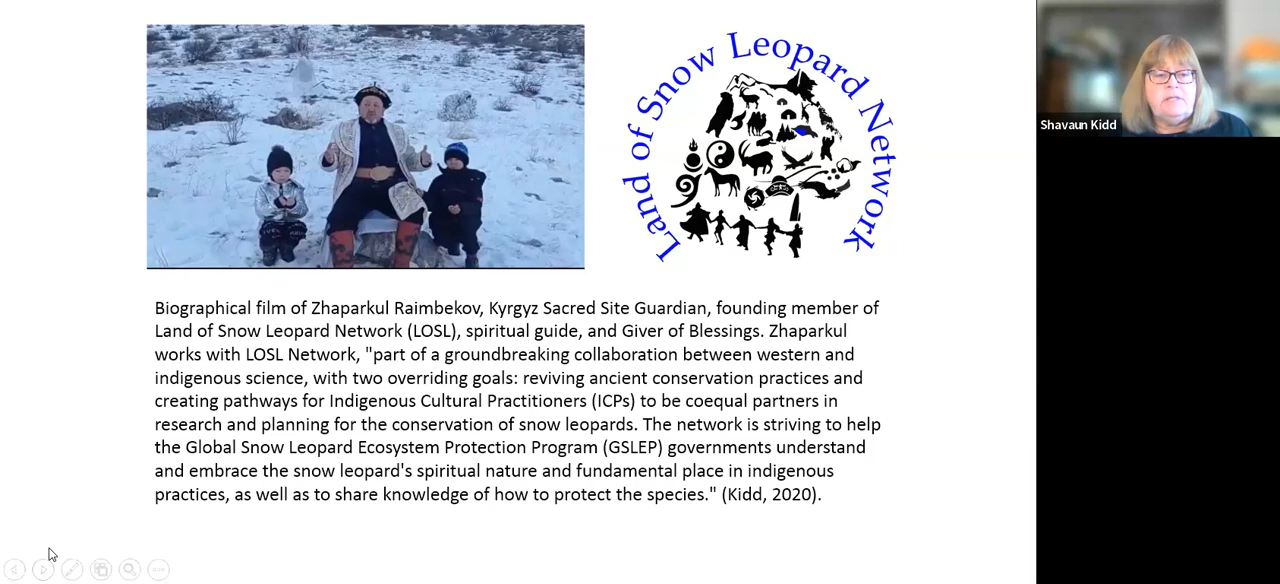 Land of Snow Leopard Network
Shavaun Kidd
Biographical film of Zhaparkul Raimbekov, Kyrgyz Sacred Site Guardian, founding member of
Land of Snow Leopard Network (LOSL), spiritual guide, and Giver of Blessings. Zhaparkul
works with LOSL Network, "part of a groundbreaking collaboration between western and
indigenous science, with two overriding goals: reviving ancient conservation practices and
creating pathways for Indigenous Cultural Practitioners (ICPs) to be coequal partners in
research and planning for the conservation of snow leopards. The network is striving to help
the Global Snow Leopard Ecosystem Protection Program (GSLEP) governments understand
and embrace the snow leopard's spiritual nature and fundamental place in indigenous
practices, as well as to share knowledge of how to protect the species." (Kidd, 2020).